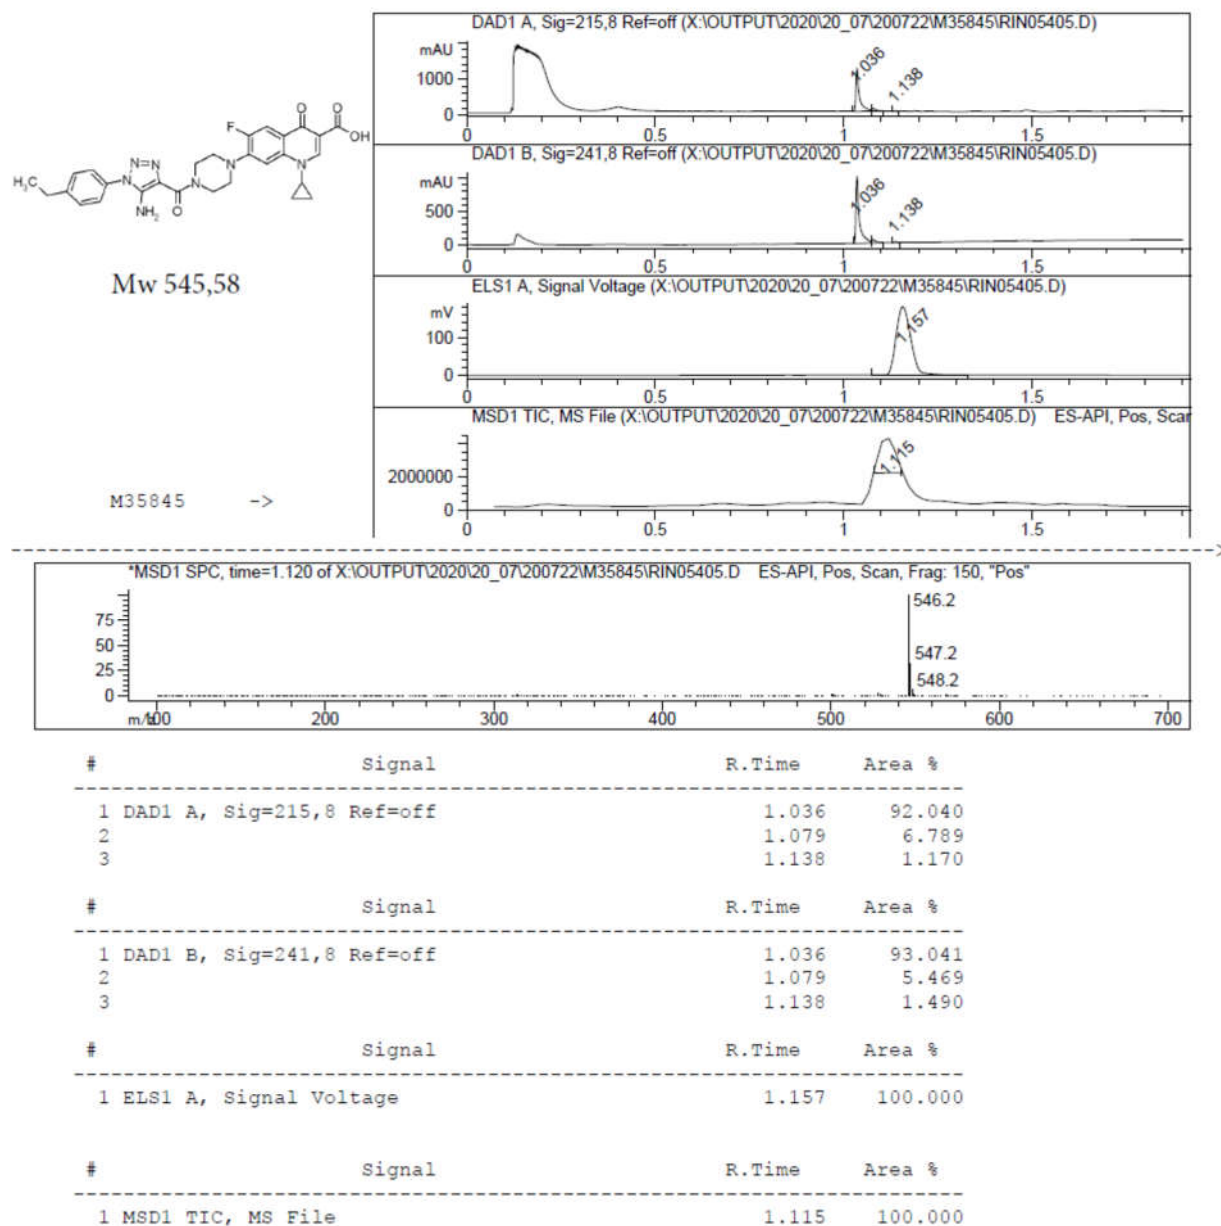 DAD1 A, Sig=215,8 Ref=off (X:\OUTPUT\2020\20_07\200722\M35845\RIN05405.D)
mAU
1000
0
1.036
1.138
0 0.5 1 1.5
DAD1 B, Sig=241,8 Ref=off (X:\OUTPUT\2020\20_07\200722\M35845\RIN05405.D)
mAU
500
0
1.036
1.138
0 0.5 1 1.5
ELS1 A, Signal Voltage (X:\OUTPUT\2020\20_07\200722\M35845\RIN05405.D)
mV
100
0
1.157
0 0.5 1 1.5
MSD1 TIC, MS File (X:\OUTPUT\2020\20_07\200722\M35845\RIN05405.D) ES-API, Pos, Scar
2000000
0
1.115
0 0.5 1 1.5
F O O OH
N=N N N N N
H₃C NH₂ O
Mw 545,58
M35845 ->
*MSD1 SPC, time=1.120 of X:\OUTPUT\2020\20_07\200722\M35845\RIN05405.D ES-API, Pos, Scan, Frag: 150, "Pos"
75
50
25
0
546.2
547.2
548.2
m/z 100 200 300 400 500 600 700
# Signal R.Time Area %
1 DAD1 A, Sig=215,8 Ref=off 1.036 92.040
2 1.079 6.789
3 1.138 1.170
# Signal R.Time Area %
1 DAD1 B, Sig=241,8 Ref=off 1.036 93.041
2 1.079 5.469
3 1.138 1.490
# Signal R.Time Area %
1 ELS1 A, Signal Voltage 1.157 100.000
# Signal R.Time Area %
1 MSD1 TIC, MS File 1.115 100.000